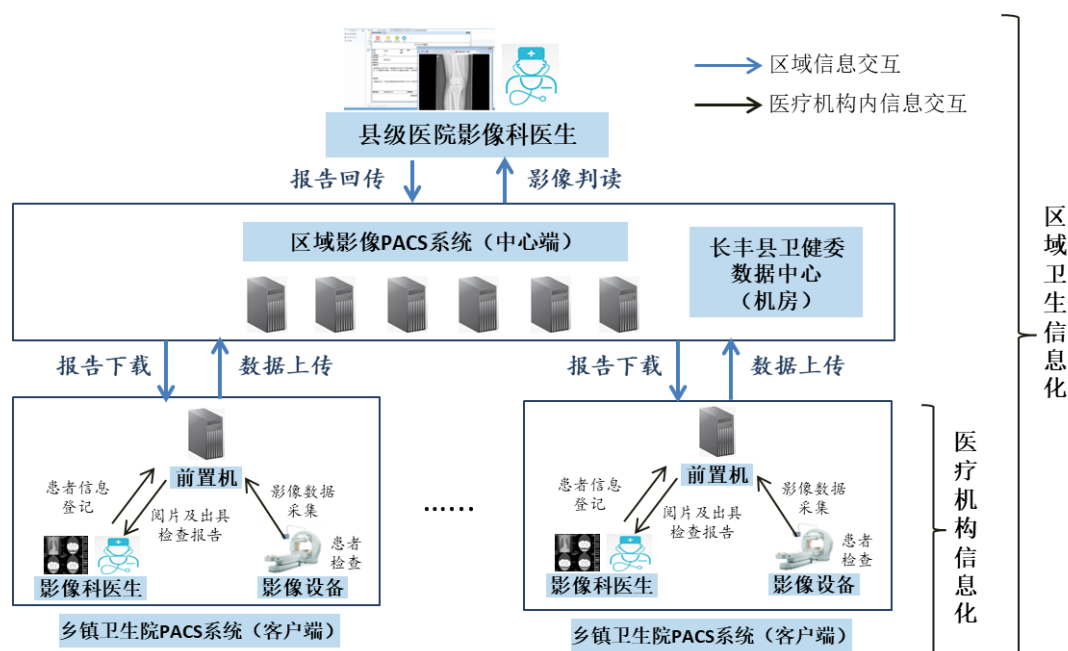 区域信息交互
医疗机构内信息交互
县级医院影像科医生
报告回传
影像判读
区域影像PACS系统（中心端）
长丰县卫健委
数据中心
（机房）
区域卫生信息化
报告下载
数据上传
报告下载
数据上传
前置机
患者信息
登记
阅片及出具
检查报告
影像数据
采集
患者
检查
影像科医生
影像设备
乡镇卫生院PACS系统（客户端）
······
前置机
患者信息
登记
阅片及出具
检查报告
影像数据
采集
患者
检查
影像科医生
影像设备
乡镇卫生院PACS系统（客户端）
医疗机构信息化